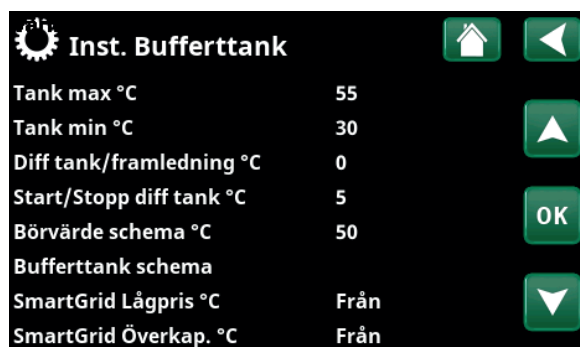 Inst. Bufferttank
Tank max °C 55
Tank min °C 30
Diff tank/framledning °C 0
Start/Stopp diff tank °C 5
Börvärde schema °C 50
Bufferttank schema
SmartGrid Lågpris °C Från
SmartGrid Överkap. °C Från
OK